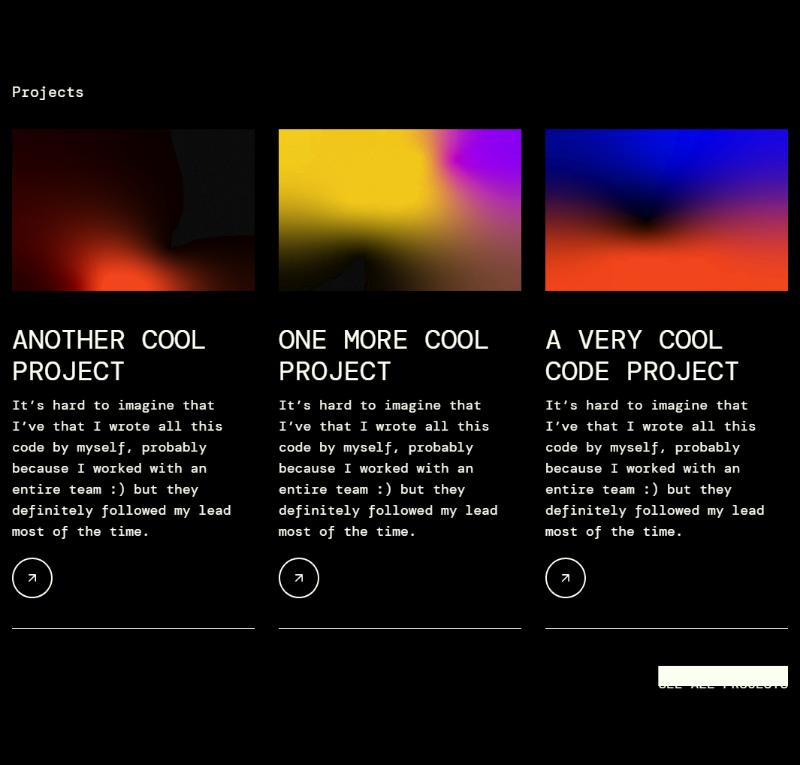 Projects
ANOTHER COOL
PROJECT
It's hard to imagine that
I've that I wrote all this
code by myself, probably
because I worked with an
entire team :) but they
definitely followed my lead
most of the time.
ONE MORE COOL
PROJECT
It's hard to imagine that
I've that I wrote all this
code by myself, probably
because I worked with an
entire team :) but they
definitely followed my lead
most of the time.
A VERY COOL
CODE PROJECT
It's hard to imagine that
I've that I wrote all this
code by myself, probably
because I worked with an
entire team :) but they
definitely followed my lead
most of the time.